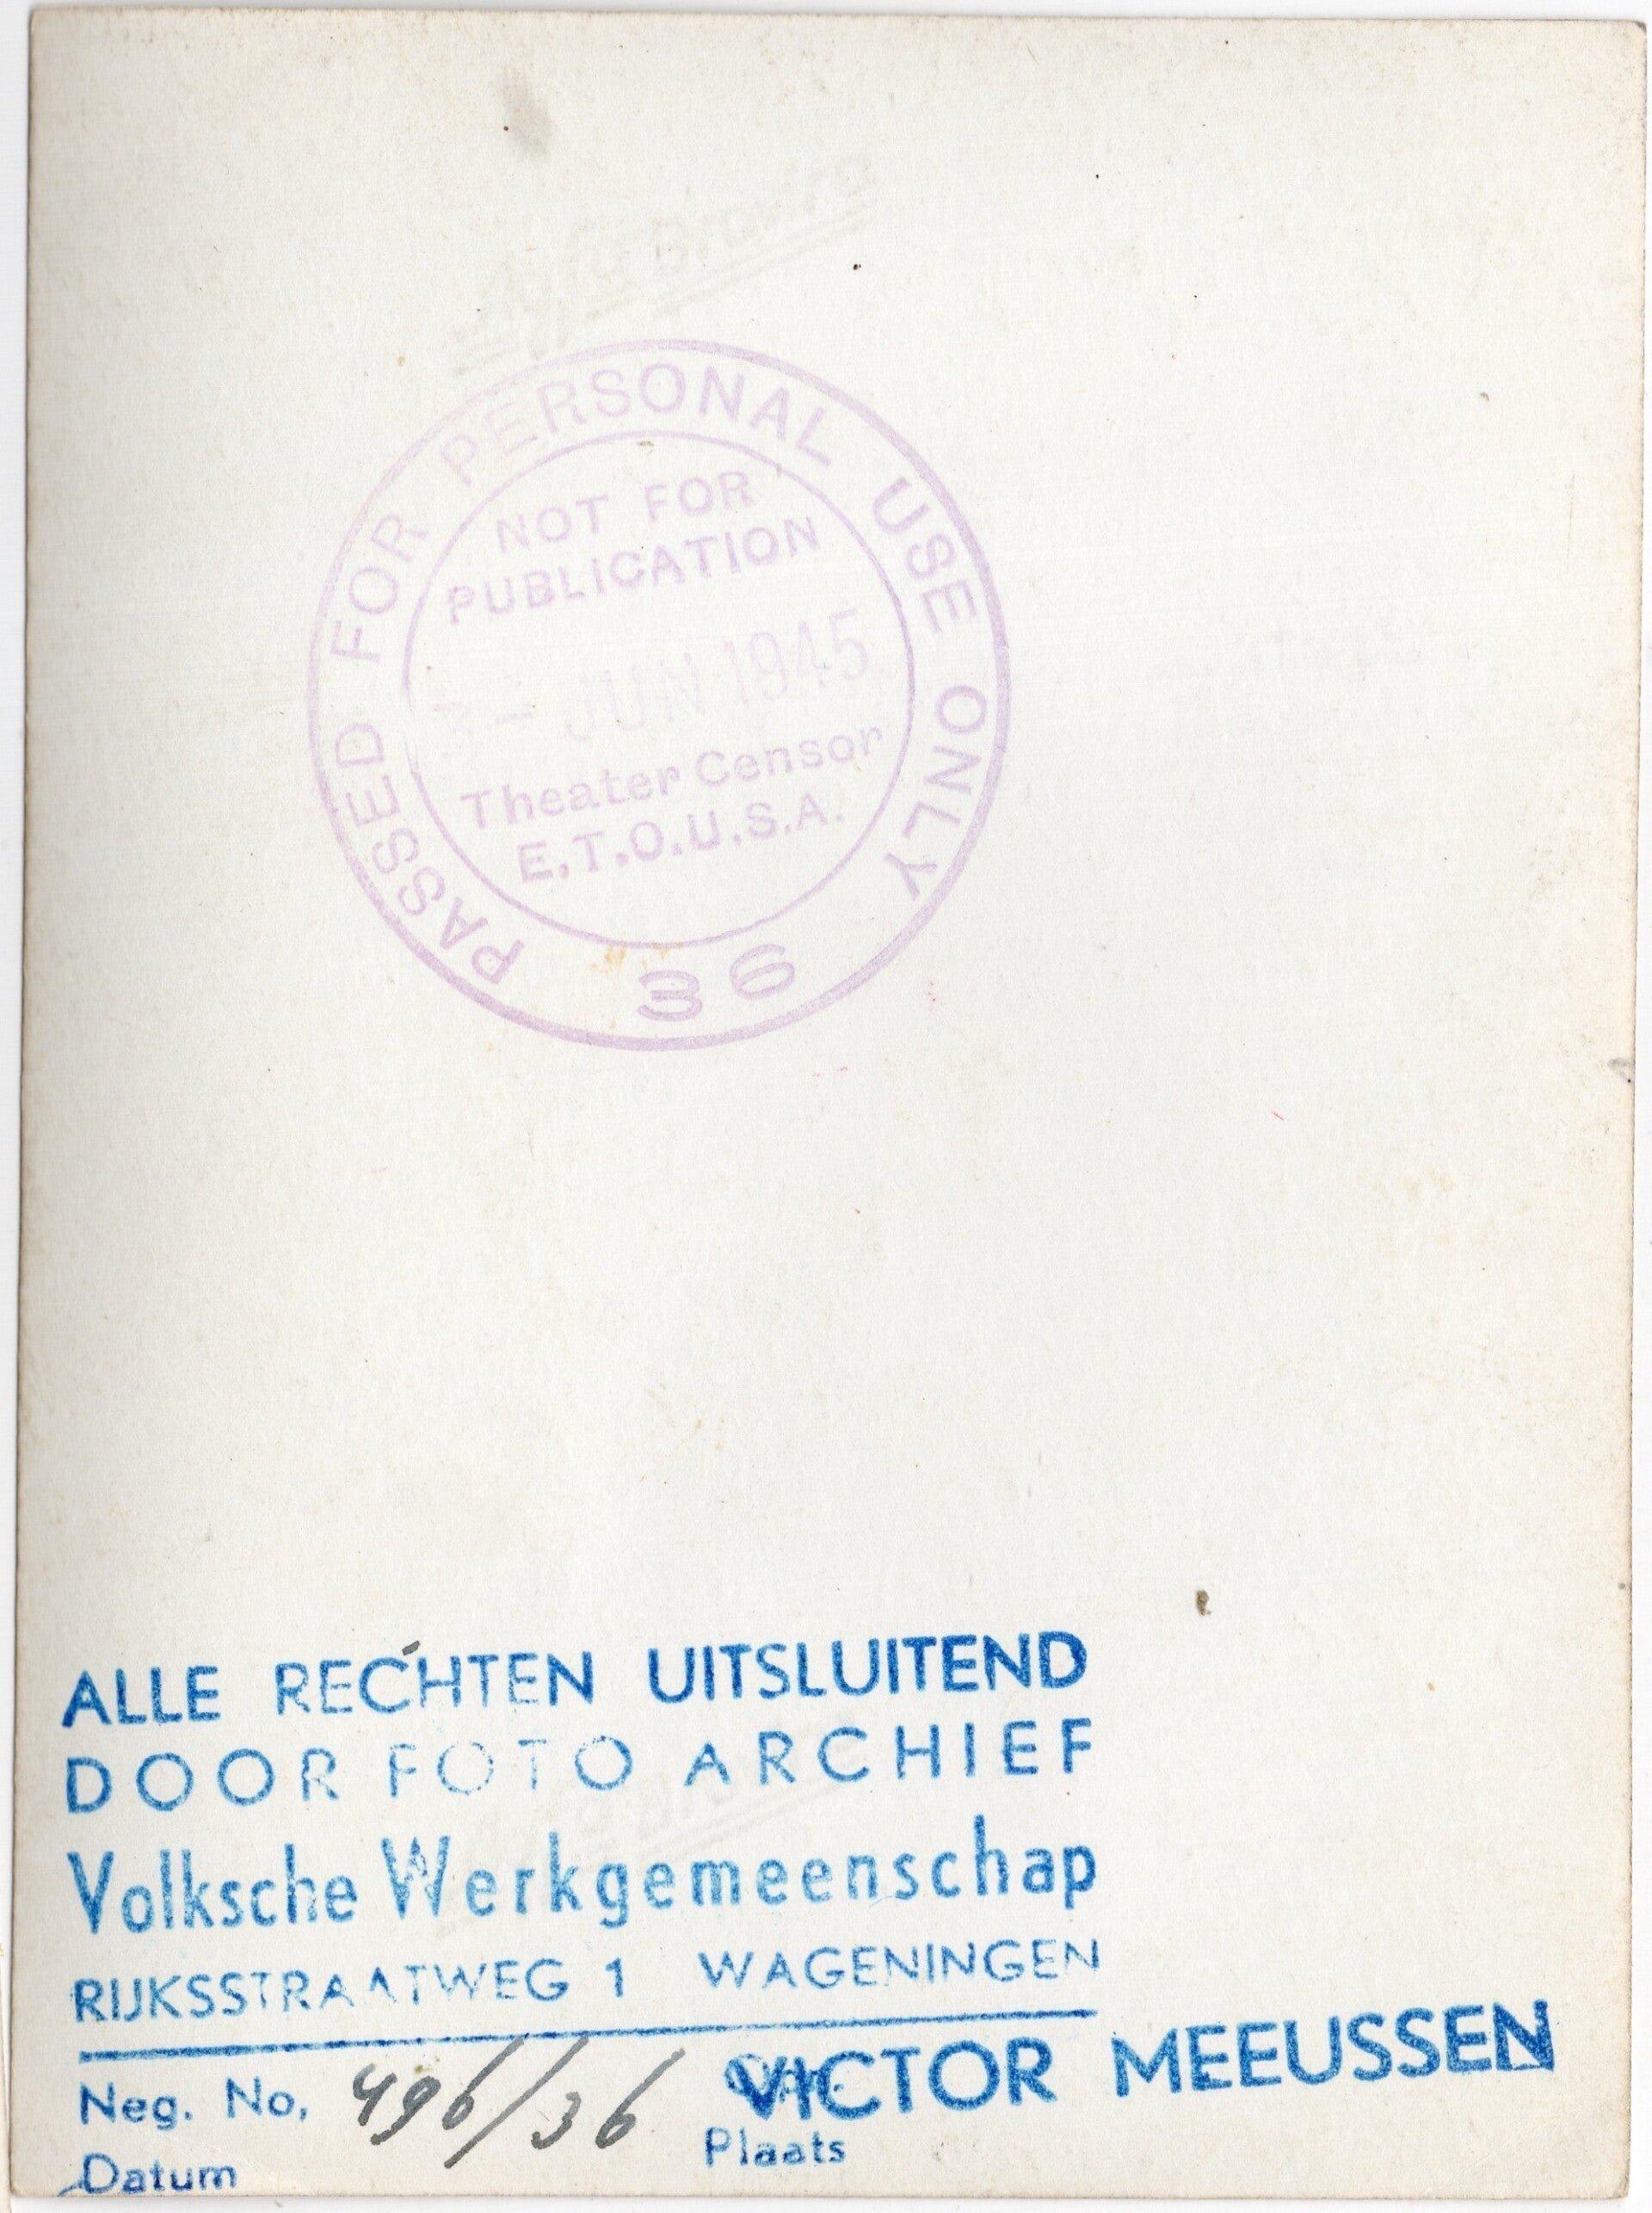 PASSED FOR PERSONAL USE ONLY
NOT FOR
PUBLICATION
- JUN 1945
Theater Censor
E.T.O.U.S.A.
36
ALLE RECHTEN UITSLUITEND
DOOR FOTO ARCHIEF
Volksche Werkgemeenschap
RIJKSSTRAATWEG 1 WAGENINGEN
Neg. No. 496/36 VICTOR MEEUSSEN
Datum Plaats